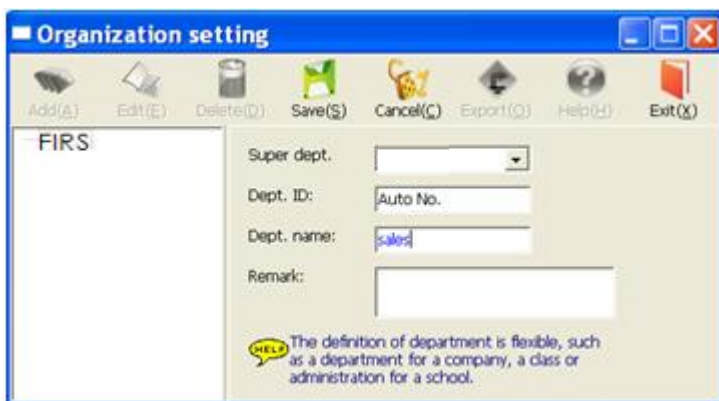 Organization setting
Add(A) Edit(E) Delete(D) Save(S) Cancel(C) Export(O) Help(H) Exit(X)
FIRS
Super dept.
Dept. ID: Auto No.
Dept. name: sales
Remark:
HELP The definition of department is flexible, such
as a department for a company, a class or
administration for a school.